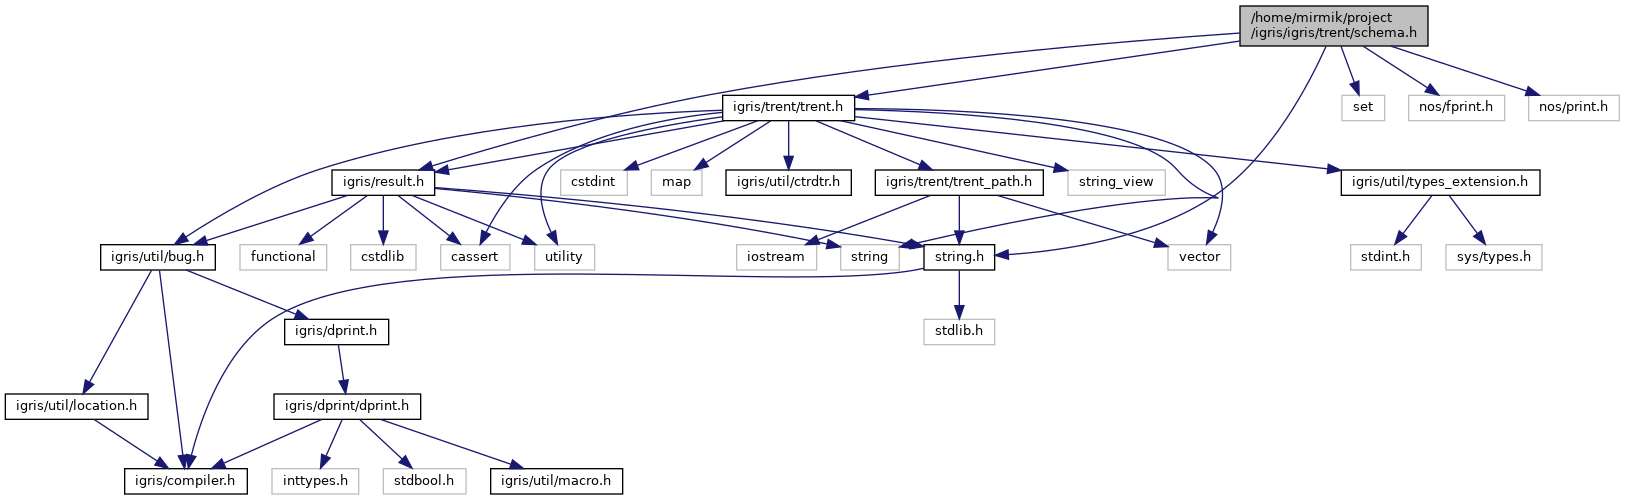 /home/mirmik/project
/igris/igris/trent/schema.h
igris/trent/trent.h
set
nos/fprint.h
nos/print.h
igris/result.h
cstdint
map
igris/util/ctrdtr.h
igris/trent/trent_path.h
string_view
igris/util/types_extension.h
igris/util/bug.h
functional
cstdlib
cassert
utility
iostream
string
string.h
vector
stdint.h
sys/types.h
igris/dprint.h
stdlib.h
igris/util/location.h
igris/dprint/dprint.h
igris/compiler.h
inttypes.h
stdbool.h
igris/util/macro.h